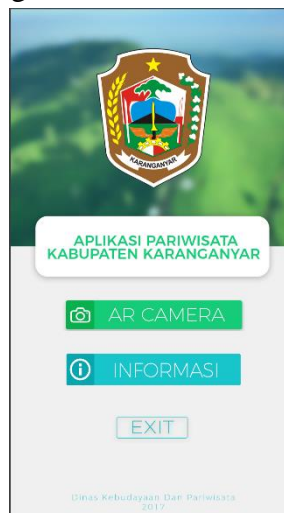 KARANGANYAR
APLIKASI PARIWISATA
KABUPATEN KARANGANYAR
AR CAMERA
INFORMASI
EXIT
Dinas Kebudayaan Dan Pariwisata
2017